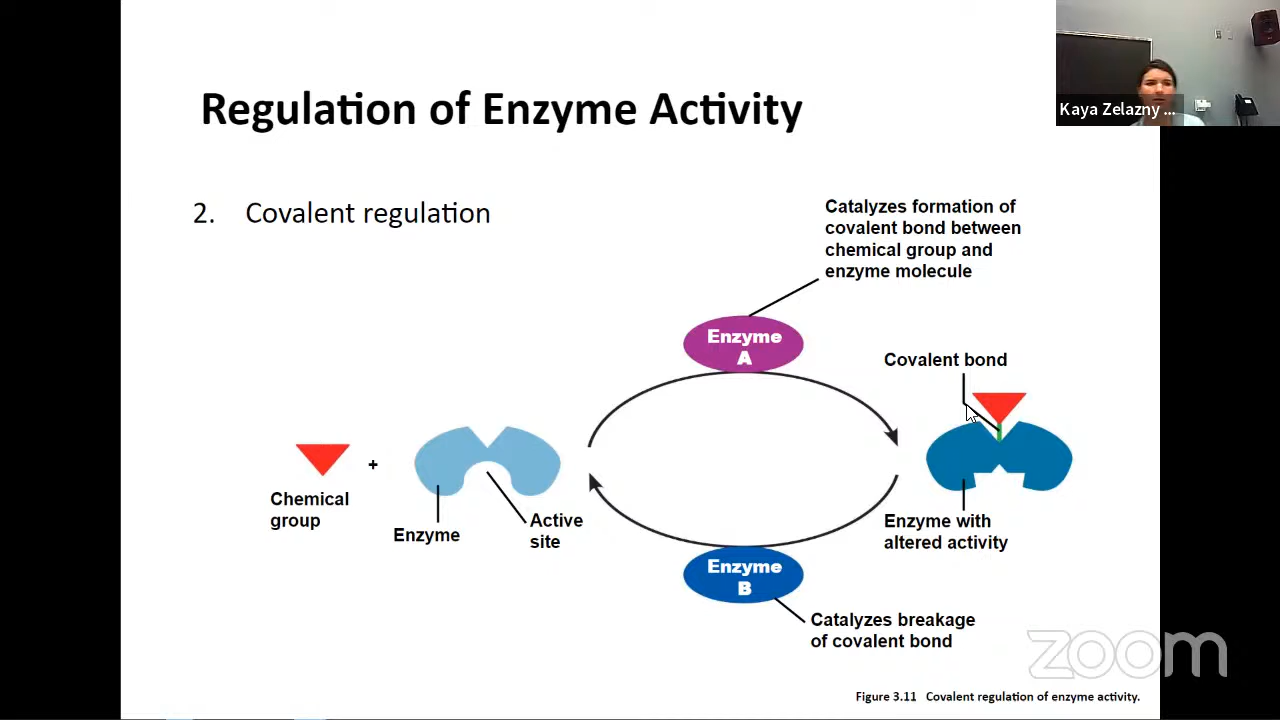 Regulation of Enzyme Activity
Kaya Zelazny ...
2. Covalent regulation
Catalyzes formation of
covalent bond between
chemical group and
enzyme molecule
Enzyme
A
Covalent bond
Chemical
group
+
Enzyme
Active
site
Enzyme with
altered activity
Enzyme
B
Catalyzes breakage
of covalent bond
zoom
Figure 3.11 Covalent regulation of enzyme activity.